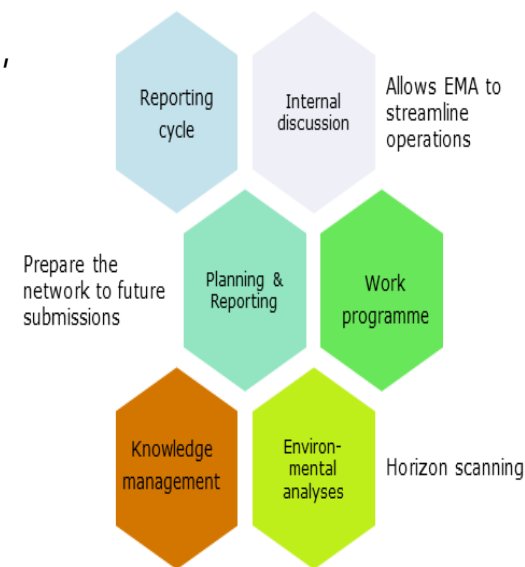 ,
Reporting
cycle
Internal
discussion
Allows EMA to
streamline
operations
Prepare the
network to future
submissions
Planning &
Reporting
Work
programme
Knowledge
management
Environ-
mental
analyses
Horizon scanning